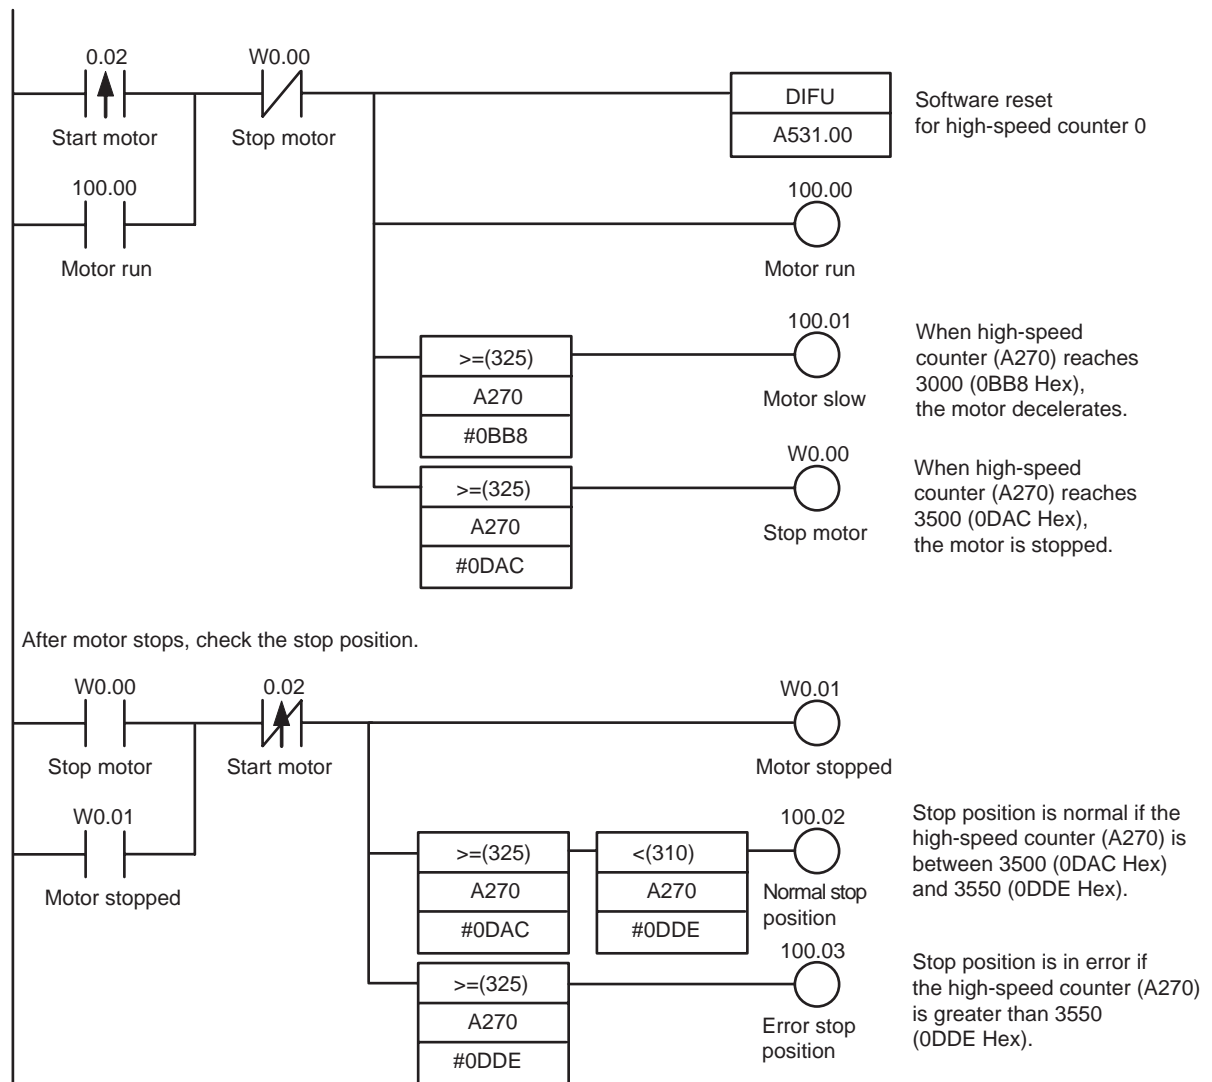 0.02
W0.00
Start motor
Stop motor
DIFU
A531.00
Software reset
for high-speed counter 0
100.00
Motor run
100.00
Motor run
>=(325)
A270
#0BB8
100.01
Motor slow
When high-speed
counter (A270) reaches
3000 (0BB8 Hex),
the motor decelerates.
>=(325)
A270
#0DAC
W0.00
Stop motor
When high-speed
counter (A270) reaches
3500 (0DAC Hex),
the motor is stopped.
After motor stops, check the stop position.
W0.00
Stop motor
0.02
Start motor
W0.01
Motor stopped
W0.01
Motor stopped
>=(325)
A270
#0DAC
<(310)
A270
#0DDE
100.02
Normal stop
position
Stop position is normal if the
high-speed counter (A270) is
between 3500 (0DAC Hex)
and 3550 (0DDE Hex).
>=(325)
A270
#0DDE
100.03
Error stop
position
Stop position is in error if
the high-speed counter (A270)
is greater than 3550
(0DDE Hex).